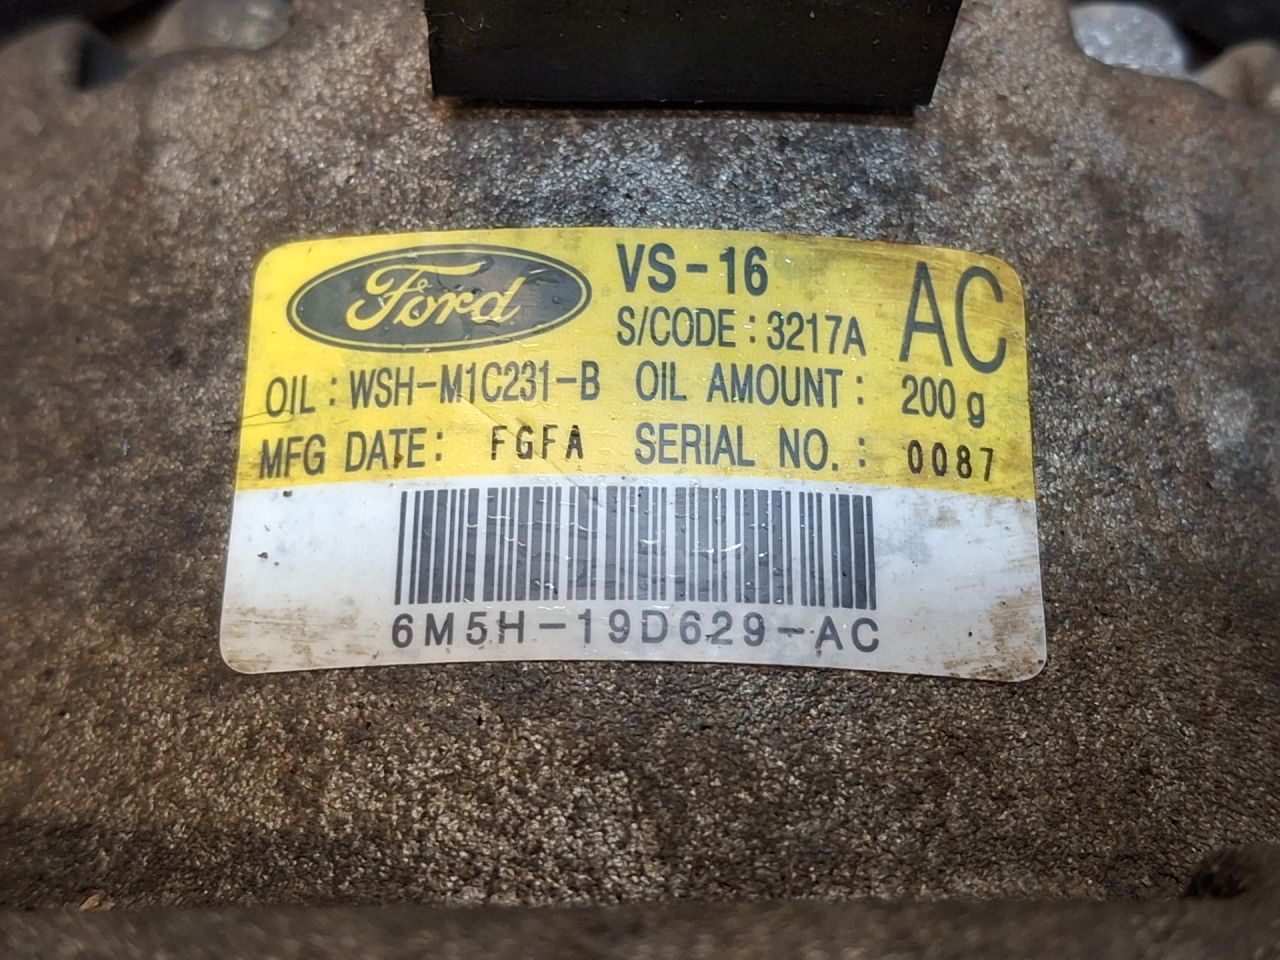 Ford
VS-16
AC
S/CODE : 3217A
OIL : WSH-M1C231-B OIL AMOUNT : 200 g
MFG DATE: FGFA SERIAL NO. : 0087
6M5H-19D629-AC